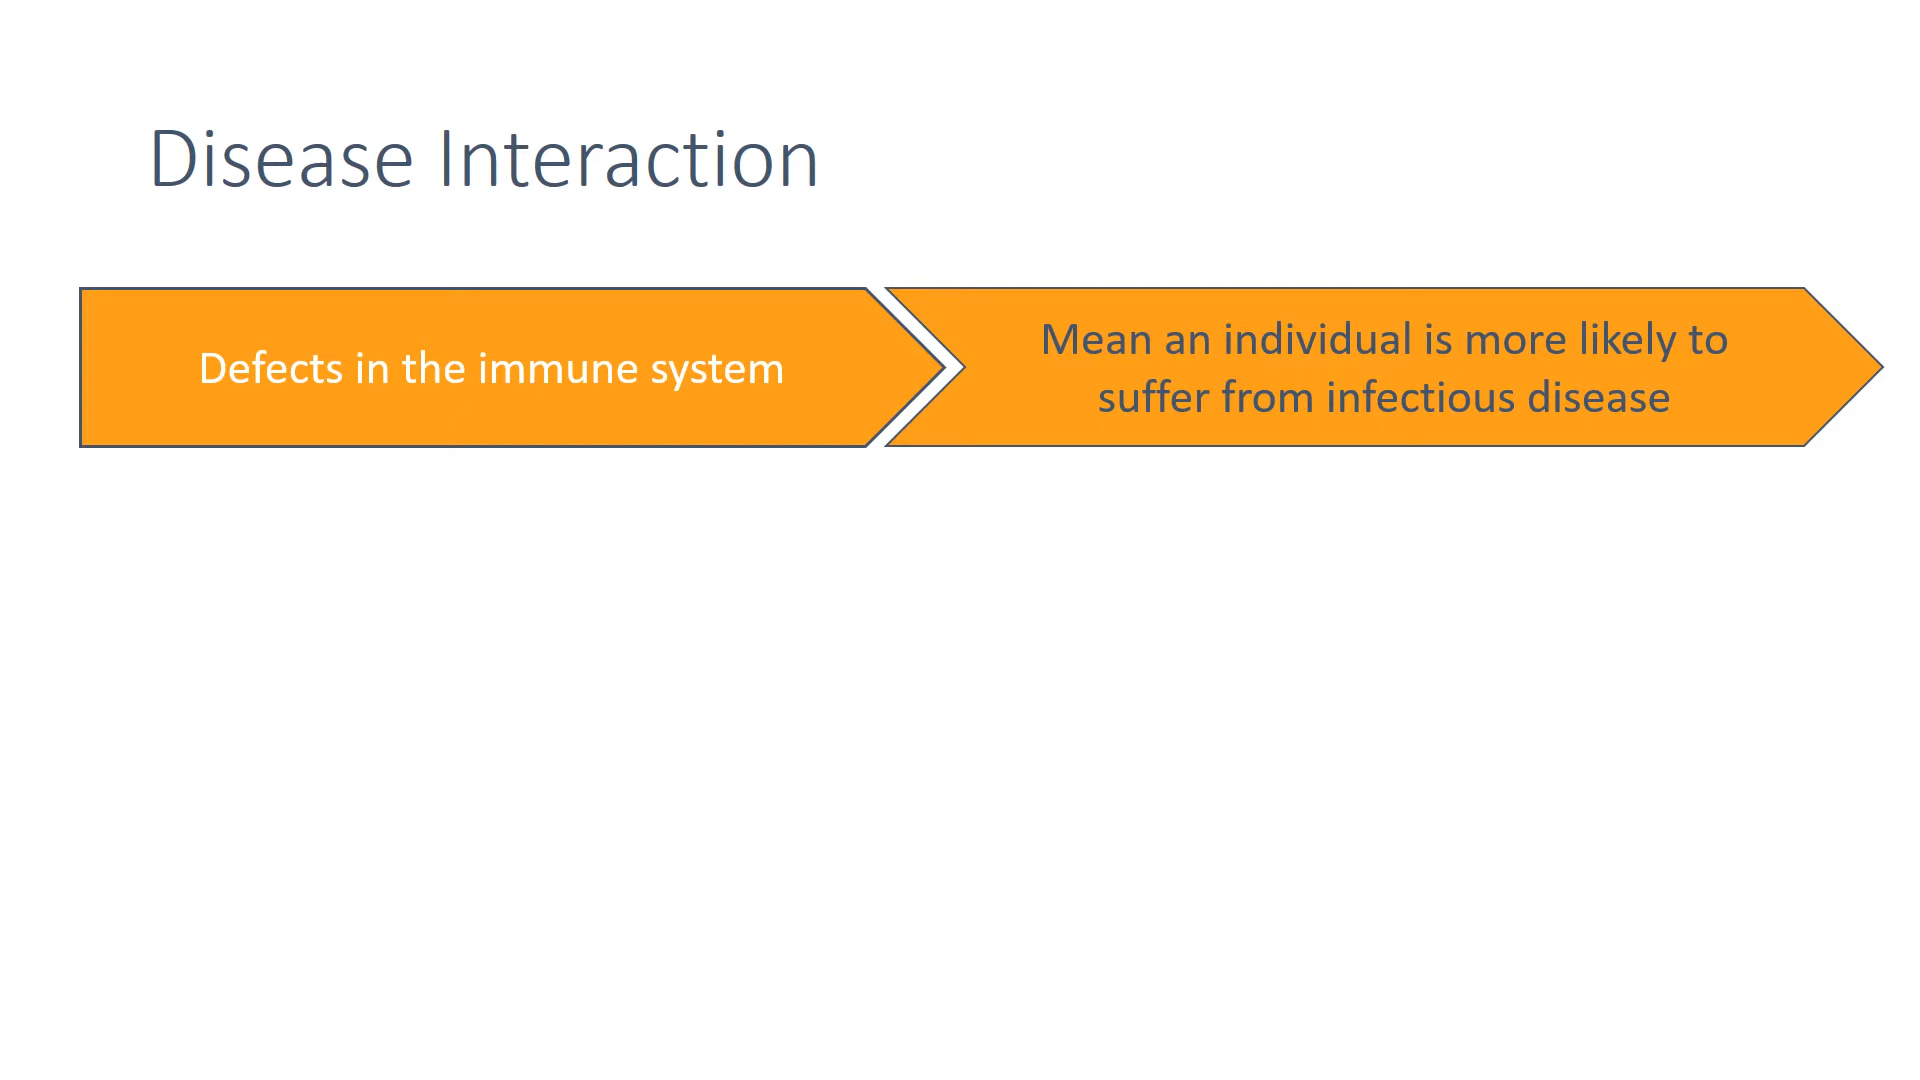 Disease Interaction
Defects in the immune system
Mean an individual is more likely to
suffer from infectious disease